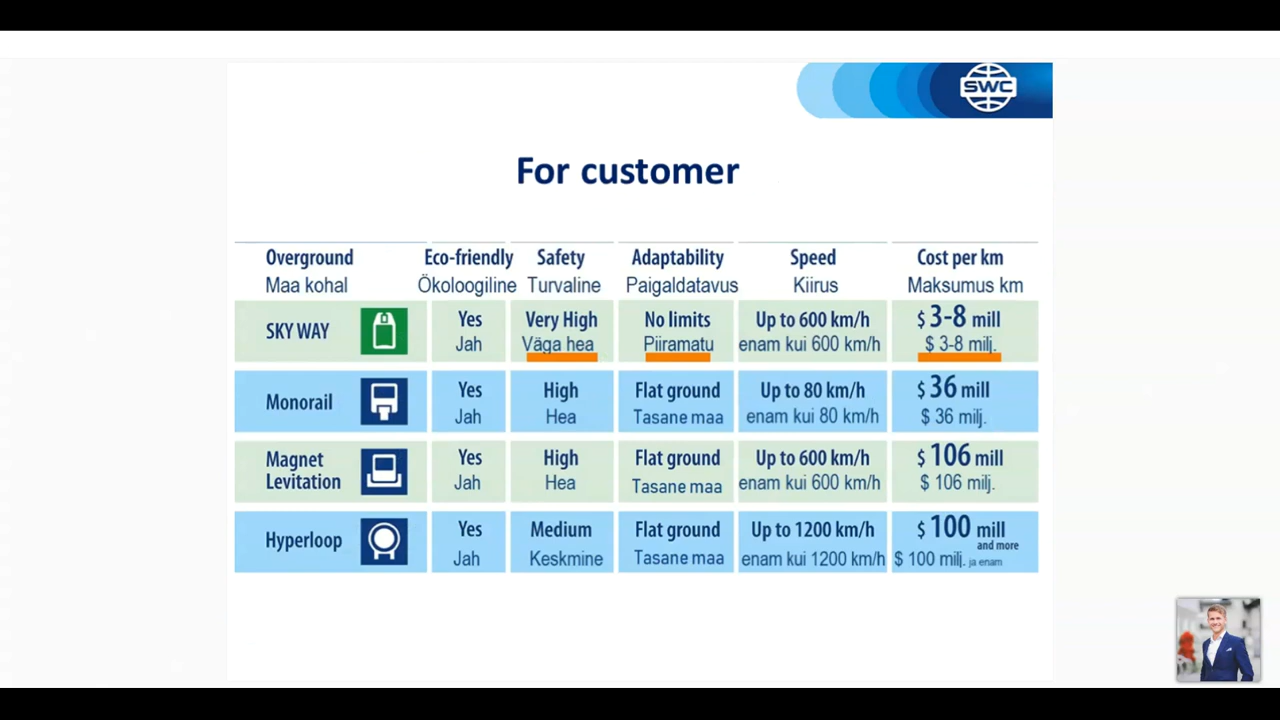 SWC
For customer
Overground Eco-friendly Safety Adaptability Speed Cost per km
Maa kohal Ökoloogiline Turvaline Paigaldatavus Kiirus Maksumus km
SKY WAY Yes Very High No limits Up to 600 km/h $ 3-8 mill
Jah Väga hea Piiramatu enam kui 600 km/h $ 3-8 milj.
Monorail Yes High Flat ground Up to 80 km/h $ 36 mill
Jah Hea Tasane maa enam kui 80 km/h $ 36 milj.
Magnet Yes High Flat ground Up to 600 km/h $ 106 mill
Levitation Jah Hea Tasane maa enam kui 600 km/h $ 106 milj.
Hyperloop Yes Medium Flat ground Up to 1200 km/h $ 100 mill
and more
Jah Keskmine Tasane maa enam kui 1200 km/h $ 100 milj. ja enam